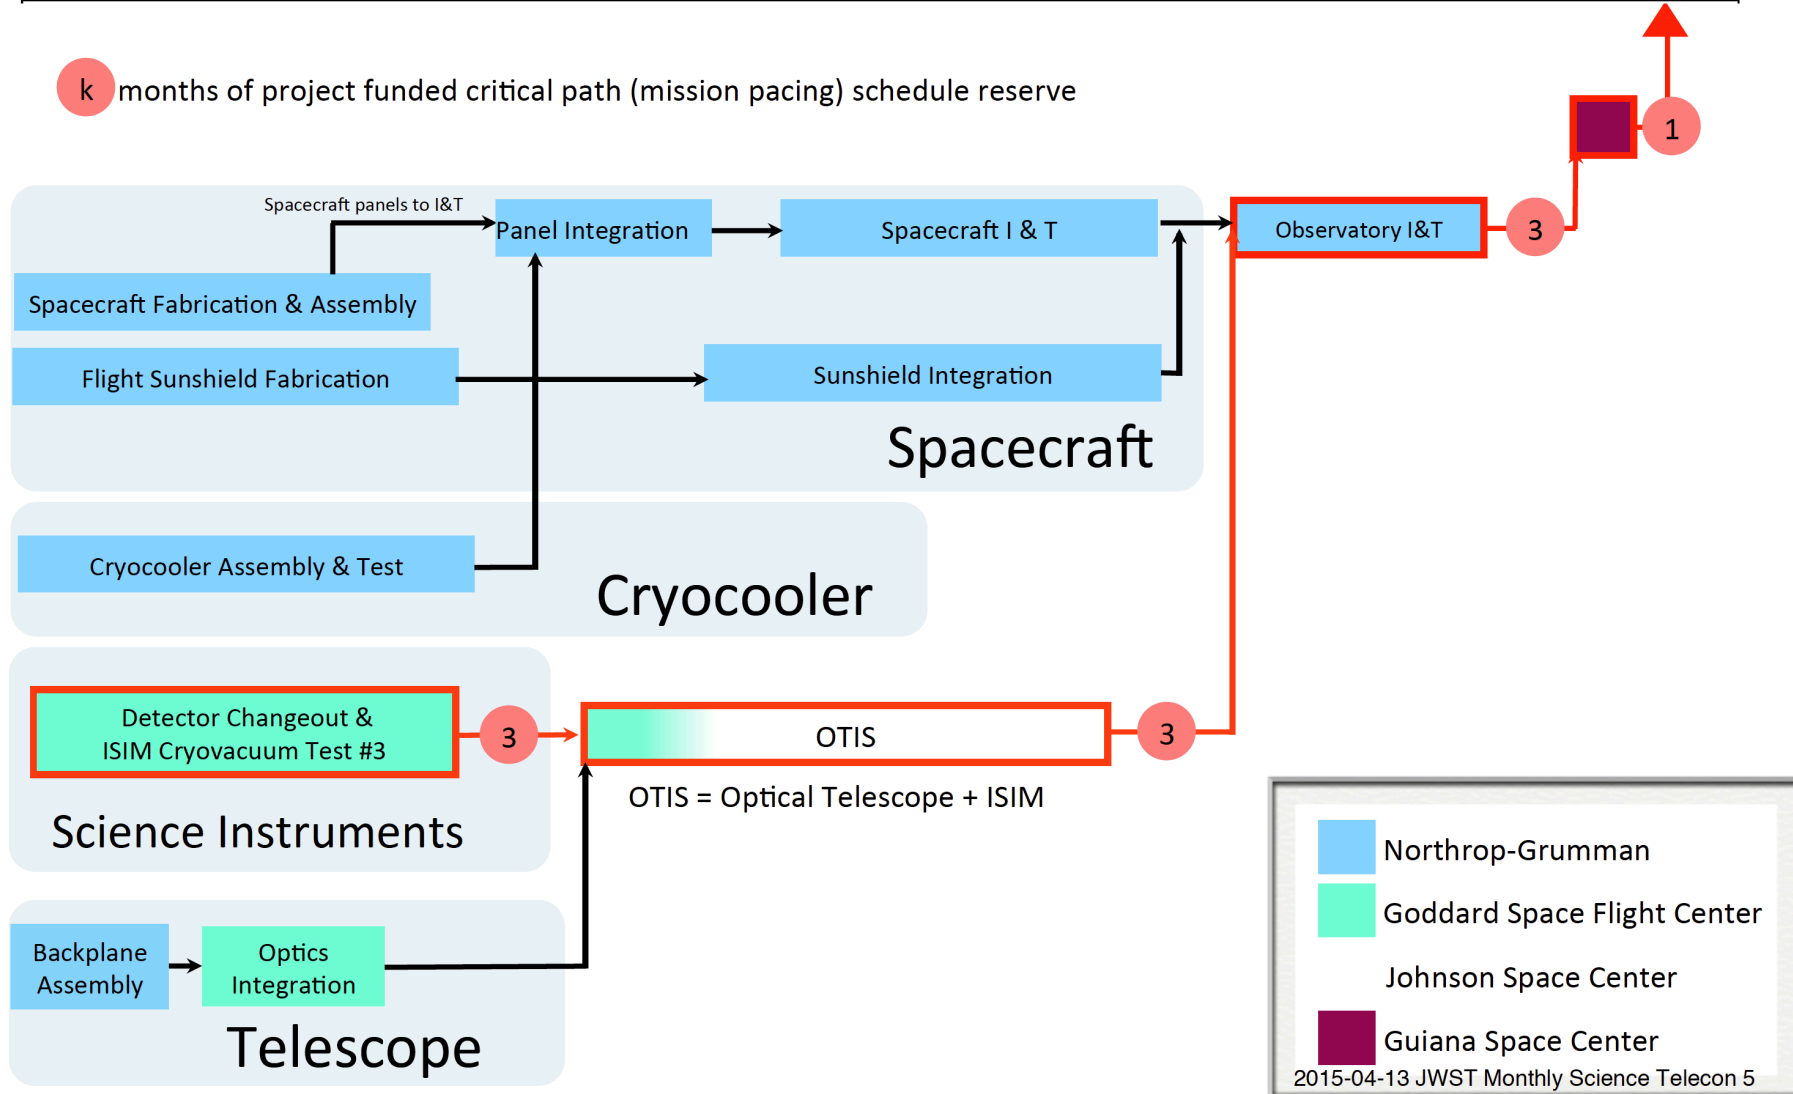 k months of project funded critical path (mission pacing) schedule reserve
1
Spacecraft panels to I&T
Panel Integration
Spacecraft I & T
Observatory I&T
3
Spacecraft Fabrication & Assembly
Flight Sunshield Fabrication
Sunshield Integration
Spacecraft
Cryocooler Assembly & Test
Cryocooler
Detector Changeout &
ISIM Cryovacuum Test #3
3
OTIS
3
OTIS = Optical Telescope + ISIM
Science Instruments
Backplane
Assembly
Optics
Integration
Telescope
Northrop-Grumman
Goddard Space Flight Center
Johnson Space Center
Guiana Space Center
2015-04-13 JWST Monthly Science Telecon 5